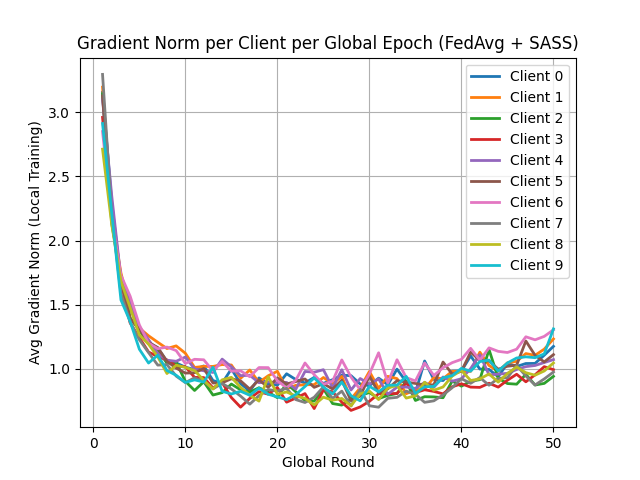 Gradient Norm per Client per Global Epoch (FedAvg + SASS)
Client 0
Client 1
Client 2
Client 3
Client 4
Client 5
Client 6
Client 7
Client 8
Client 9
Avg Gradient Norm (Local Training)
3.0
2.5
2.0
1.5
1.0
0 10 20 30 40 50
Global Round